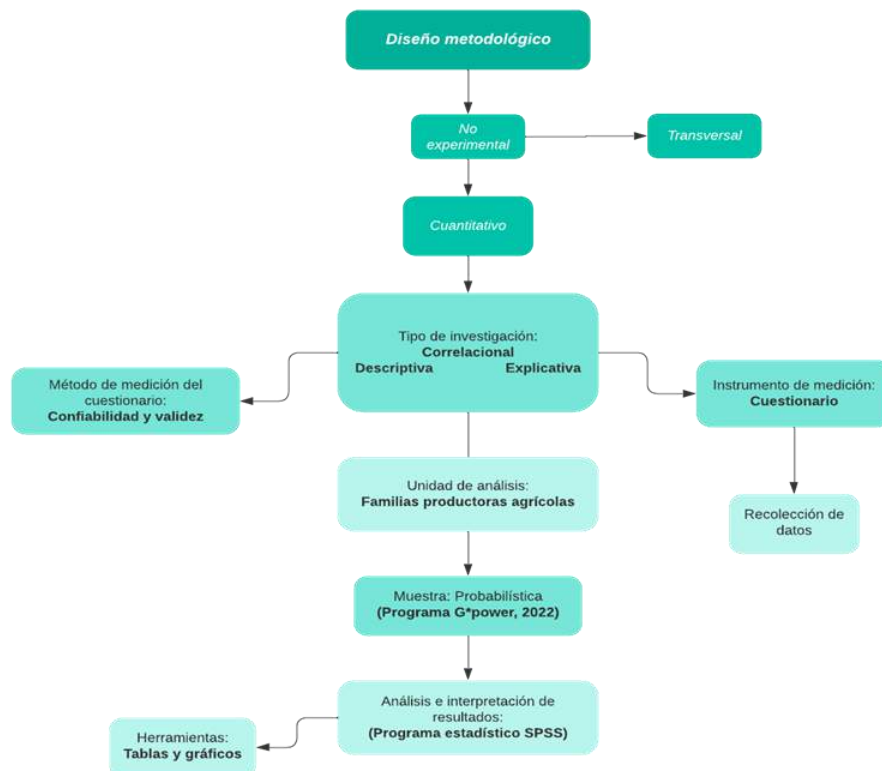 Diseño metodológico
No
experimental
Transversal
Cuantitativo
Tipo de investigación:
Correlacional
Descriptiva Explicativa
Método de medición del
cuestionario:
Confiabilidad y validez
Instrumento de medición:
Cuestionario
Unidad de análisis:
Familias productoras agrícolas
Recolección de
datos
Muestra: Probabilística
(Programa G*power, 2022)
Análisis e interpretación de
resultados:
(Programa estadístico SPSS)
Herramientas:
Tablas y gráficos